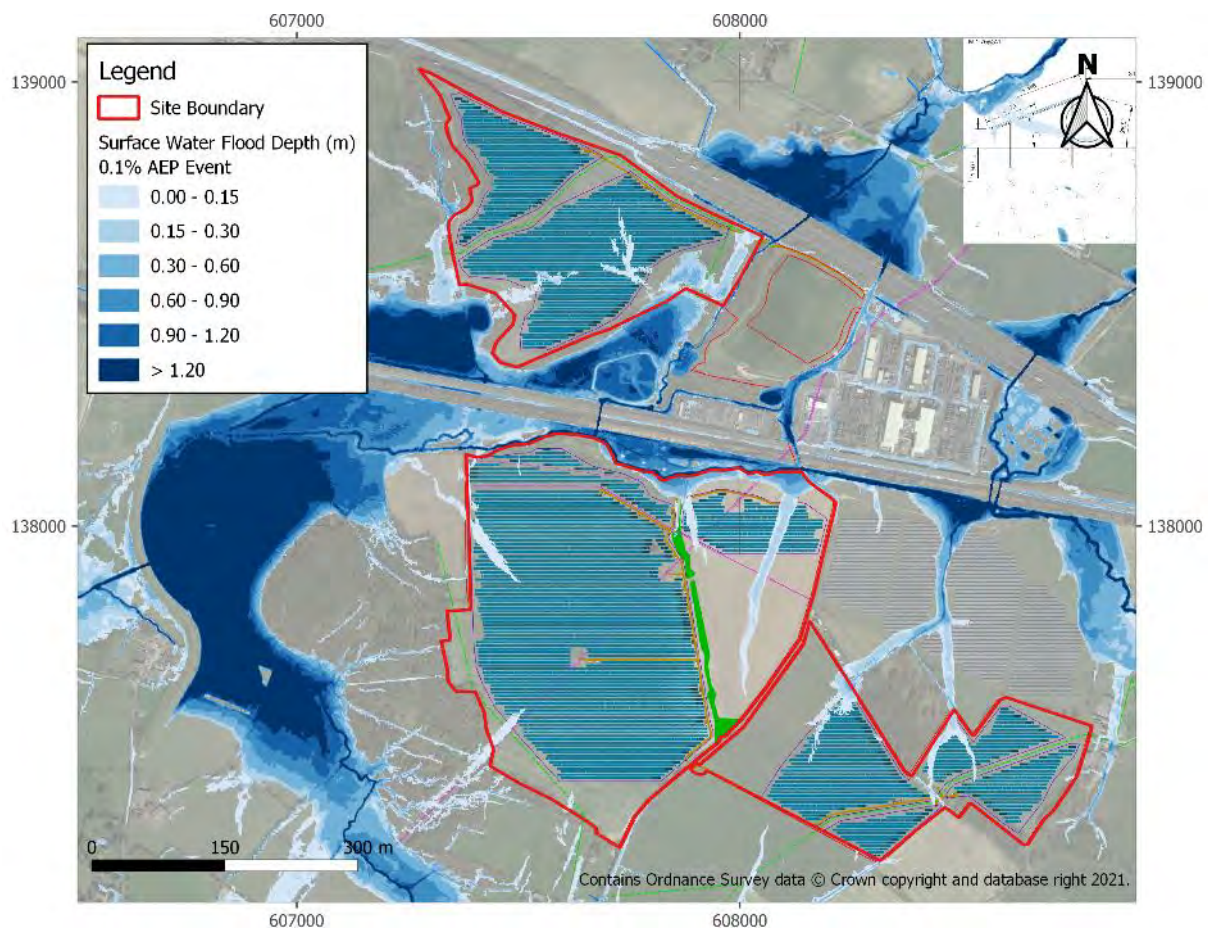 607000
608000
139000
139000
Legend
Site Boundary
Surface Water Flood Depth (m)
0.1% AEP Event
0.00 - 0.15
0.15 - 0.30
0.30 - 0.60
0.60 - 0.90
0.90 - 1.20
> 1.20
N
138000
138000
0
150
300 m
Contains Ordnance Survey data © Crown copyright and database right 2021.
607000
608000